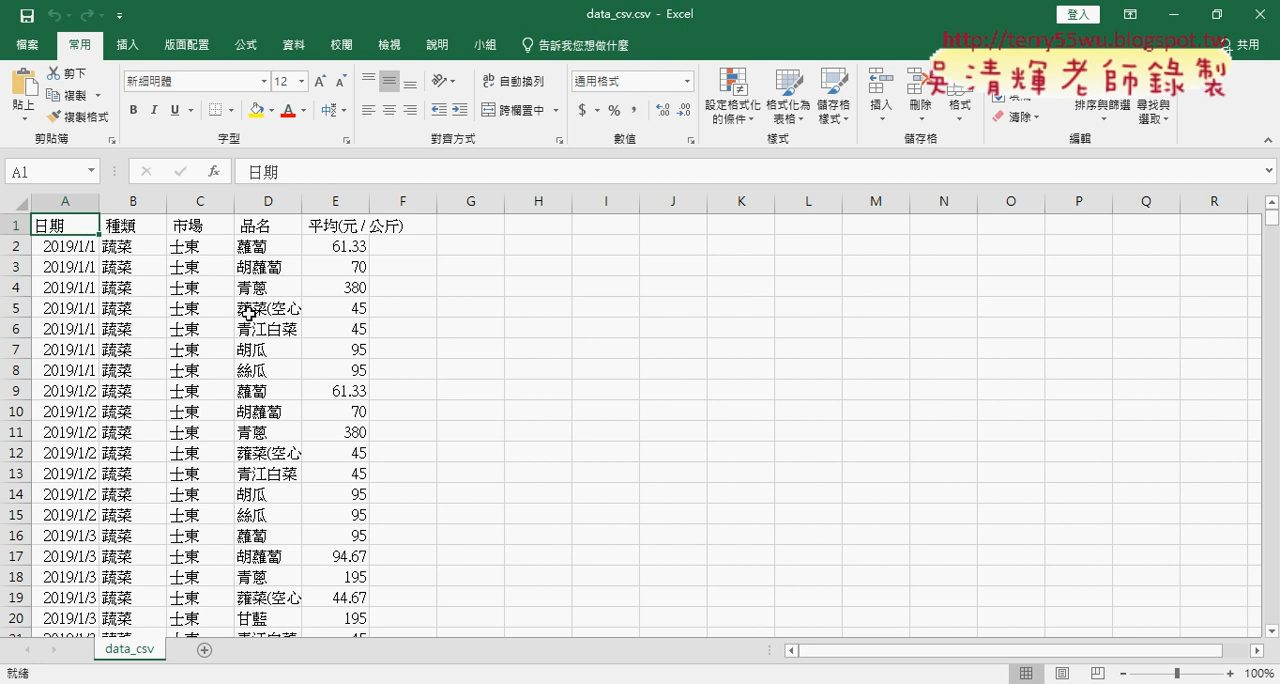 data_csv.csv - Excel
登入
檔案 常用 插入 版面配置 公式 資料 校閱 檢視 說明 小組 告訴我您想做什麼 共用
http://terry55wu.blogspot.tw
吳清輝老師錄製
貼上
剪下
複製
複製格式
剪貼簿
新細明體 12
B I U
字型
自動換列
跨欄置中
對齊方式
通用格式
$ % ,
數值
設定格式化的條件
格式化為表格
儲存格樣式
樣式
插入
刪除
格式
儲存格
清除
排序與篩選
尋找與選取
編輯
A1 fx 日期
A B C D E F G H I J K L M N O P Q R
1 日期 種類 市場 品名 平均(元 / 公斤)
2 2019/1/1 蔬菜 士東 蘿蔔 61.33
3 2019/1/1 蔬菜 士東 胡蘿蔔 70
4 2019/1/1 蔬菜 士東 青蔥 380
5 2019/1/1 蔬菜 士東 蕹菜(空心 45
6 2019/1/1 蔬菜 士東 青江白菜 45
7 2019/1/1 蔬菜 士東 胡瓜 95
8 2019/1/1 蔬菜 士東 絲瓜 95
9 2019/1/2 蔬菜 士東 蘿蔔 61.33
10 2019/1/2 蔬菜 士東 胡蘿蔔 70
11 2019/1/2 蔬菜 士東 青蔥 380
12 2019/1/2 蔬菜 士東 蕹菜(空心 45
13 2019/1/2 蔬菜 士東 青江白菜 45
14 2019/1/2 蔬菜 士東 胡瓜 95
15 2019/1/2 蔬菜 士東 絲瓜 95
16 2019/1/3 蔬菜 士東 蘿蔔 95
17 2019/1/3 蔬菜 士東 胡蘿蔔 94.67
18 2019/1/3 蔬菜 士東 青蔥 195
19 2019/1/3 蔬菜 士東 蕹菜(空心 44.67
20 2019/1/3 蔬菜 士東 甘藍 195
data_csv
就緒 100%